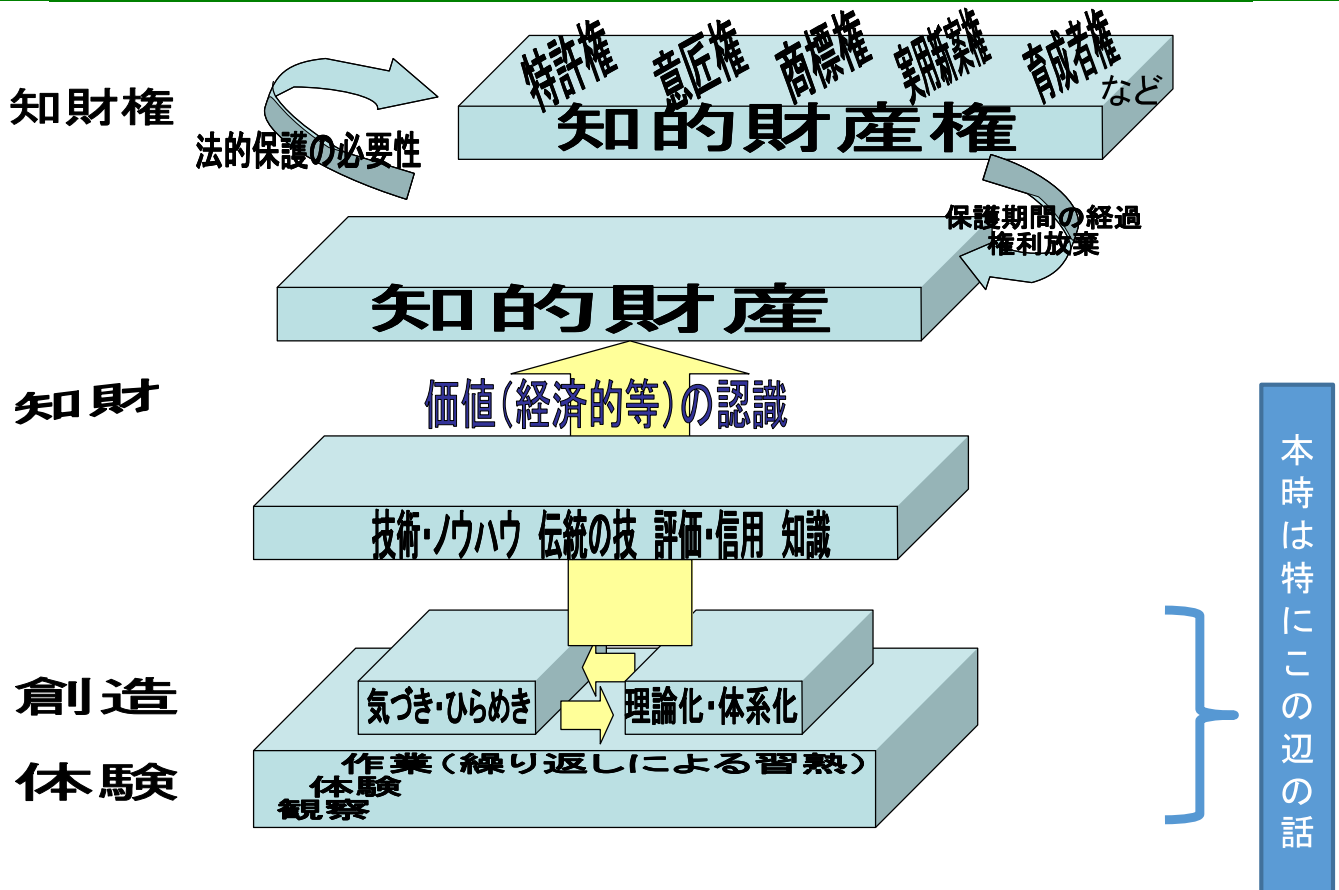 特許権 意匠権 商標権 実用新案権 育成者権 など
知財権
知的財産権
法的保護の必要性
保護期間の経過
権利放棄
知的財産
知財
価値(経済的等)の認識
技術・ノウハウ 伝統の技 評価・信用 知識
創造
気づき・ひらめき
理論化・体系化
体験
作業(繰り返しによる習熟)
体験
観察
本時は特にこの辺の話